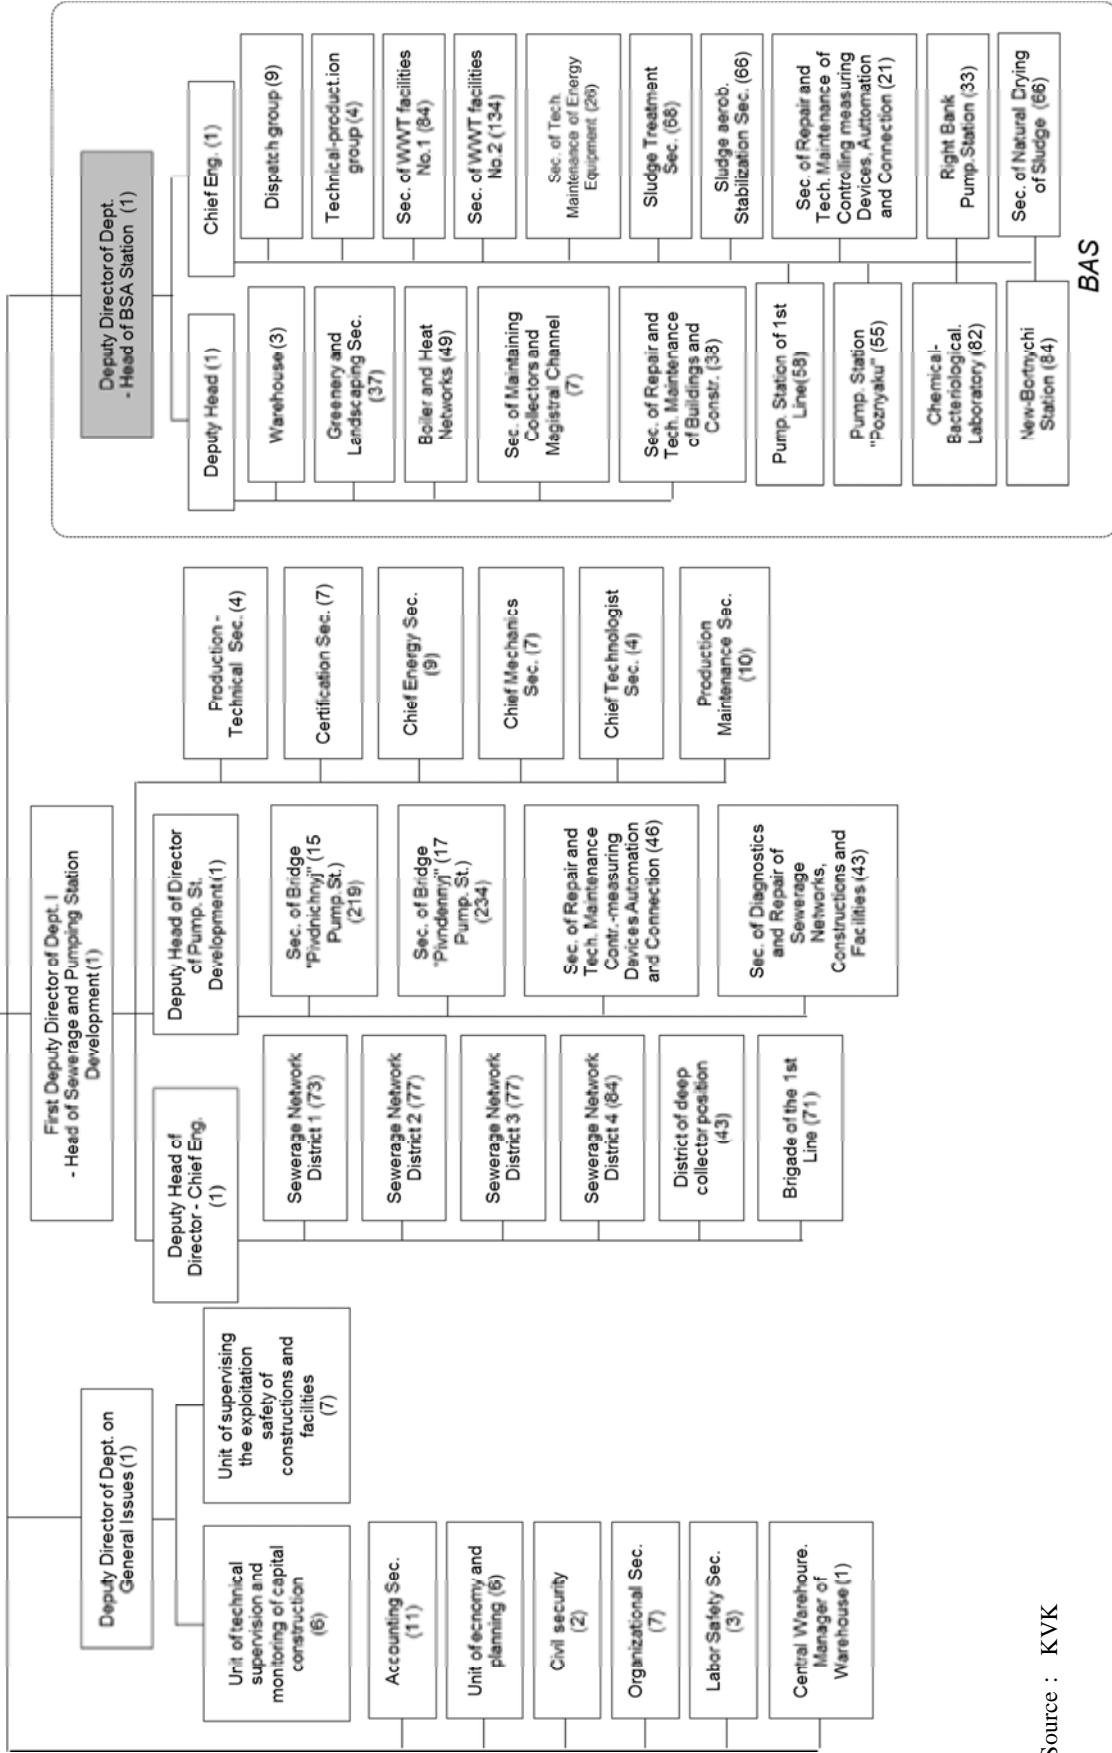 Deputy Director of Dept. on
General Issues (1)
Unit of technical
supervision and
monitoring of capital
construction
(6)
Unit of supervising
the exploitation
safety of
constructions and
facilities
(7)
Accounting Sec.
(11)
Unit of ecnomy and
planning (6)
Civil security
(2)
Organizational Sec.
(7)
Labor Safety Sec.
(3)
Central Warehoure.
Manager of
Warehouse (1)
First Deputy Director of Dept. I
- Head of Sewerage and Pumping Station
Development (1)
Deputy Head of
Director - Chief Eng.
(1)
Sewerage Network
District 1 (73)
Sewerage Network
District 2 (77)
Sewerage Network
District 3 (77)
Sewerage Network
District 4 (84)
District of deep
collector position
(43)
Brigade of the 1st
Line (71)
Deputy Head of Director
of Pump. St.
Development (1)
Sec. of Bridge
"Pivdnichnyj" (15
Pump. St.)
(219)
Sec. of Bridge
"Pivndennyj" (17
Pump. St.)
(234)
Sec. of Repair and
Tech. Maintenance
Contr.-measuring
Devices Automation
and Connection (46)
Sec. of Diagnostics
and Repair of
Sewerage
Networks,
Constructions and
Facilities (43)
Production -
Technical Sec. (4)
Certification Sec. (7)
Chief Energy Sec.
(9)
Chief Mechanics
Sec. (7)
Chief Technologist
Sec. (4)
Production
Maintenance Sec.
(10)
Deputy Director of Dept.
- Head of BSA Station (1)
Deputy Head (1)
Warehouse (3)
Greenery and
Landscaping Sec.
(37)
Boiler and Heat
Networks (49)
Sec. of Maintaining
Collectors and
Magistral Channel
(7)
Sec. of Repair and
Tech. Maintenance
of Buildings and
Constr. (38)
Pump. Station of 1st
Line(58)
Pump. Station
"Poznyaku" (55)
Chemical-
Bacteriological.
Laboratory (82)
New-Bortnychi
Station (84)
Chief Eng. (1)
Dispatch group (9)
Technical-product.ion
group (4)
Sec. of WWT facilities
No.1 (84)
Sec. of WWT facilities
No.2 (134)
Sec. of Tech.
Maintenance of Energy
Equipment (26)
Sludge Treatment
Sec. (68)
Sludge aerob.
Stabilization Sec. (66)
Sec. of Repair and
Tech. Maintenance of
Controlling measuring
Devices, Auttomation
and Connection (21)
Right Bank
Pump. Station (33)
Sec. of Natural Drying
of Sludge (66)
BAS
Source : KVK